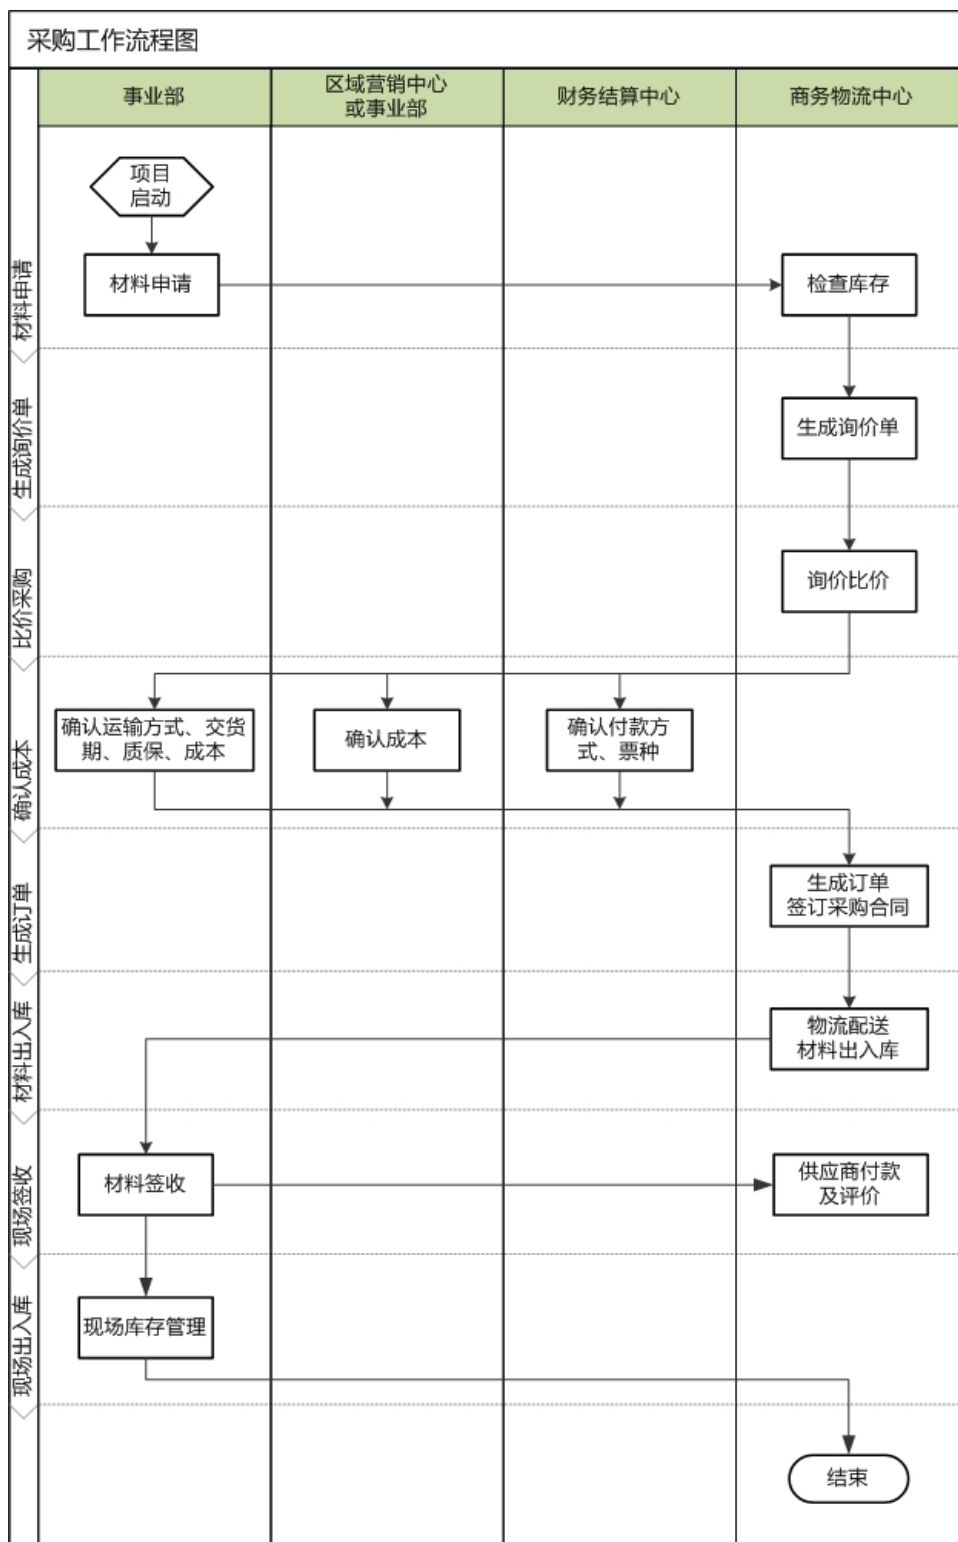 采购工作流程图
事业部
区域营销中心
或事业部
财务结算中心
商务物流中心
项目
启动
材料申请
材料申请
检查库存
生成询价单
生成询价单
比价采购
询价比价
确认成本
确认运输方式、交货
期、质保、成本
确认成本
确认付款方
式、票种
生成订单
生成订单
签订采购合同
材料出入库
物流配送
材料出入库
现场签收
材料签收
供应商付款
及评价
现场出入库
现场库存管理
结束